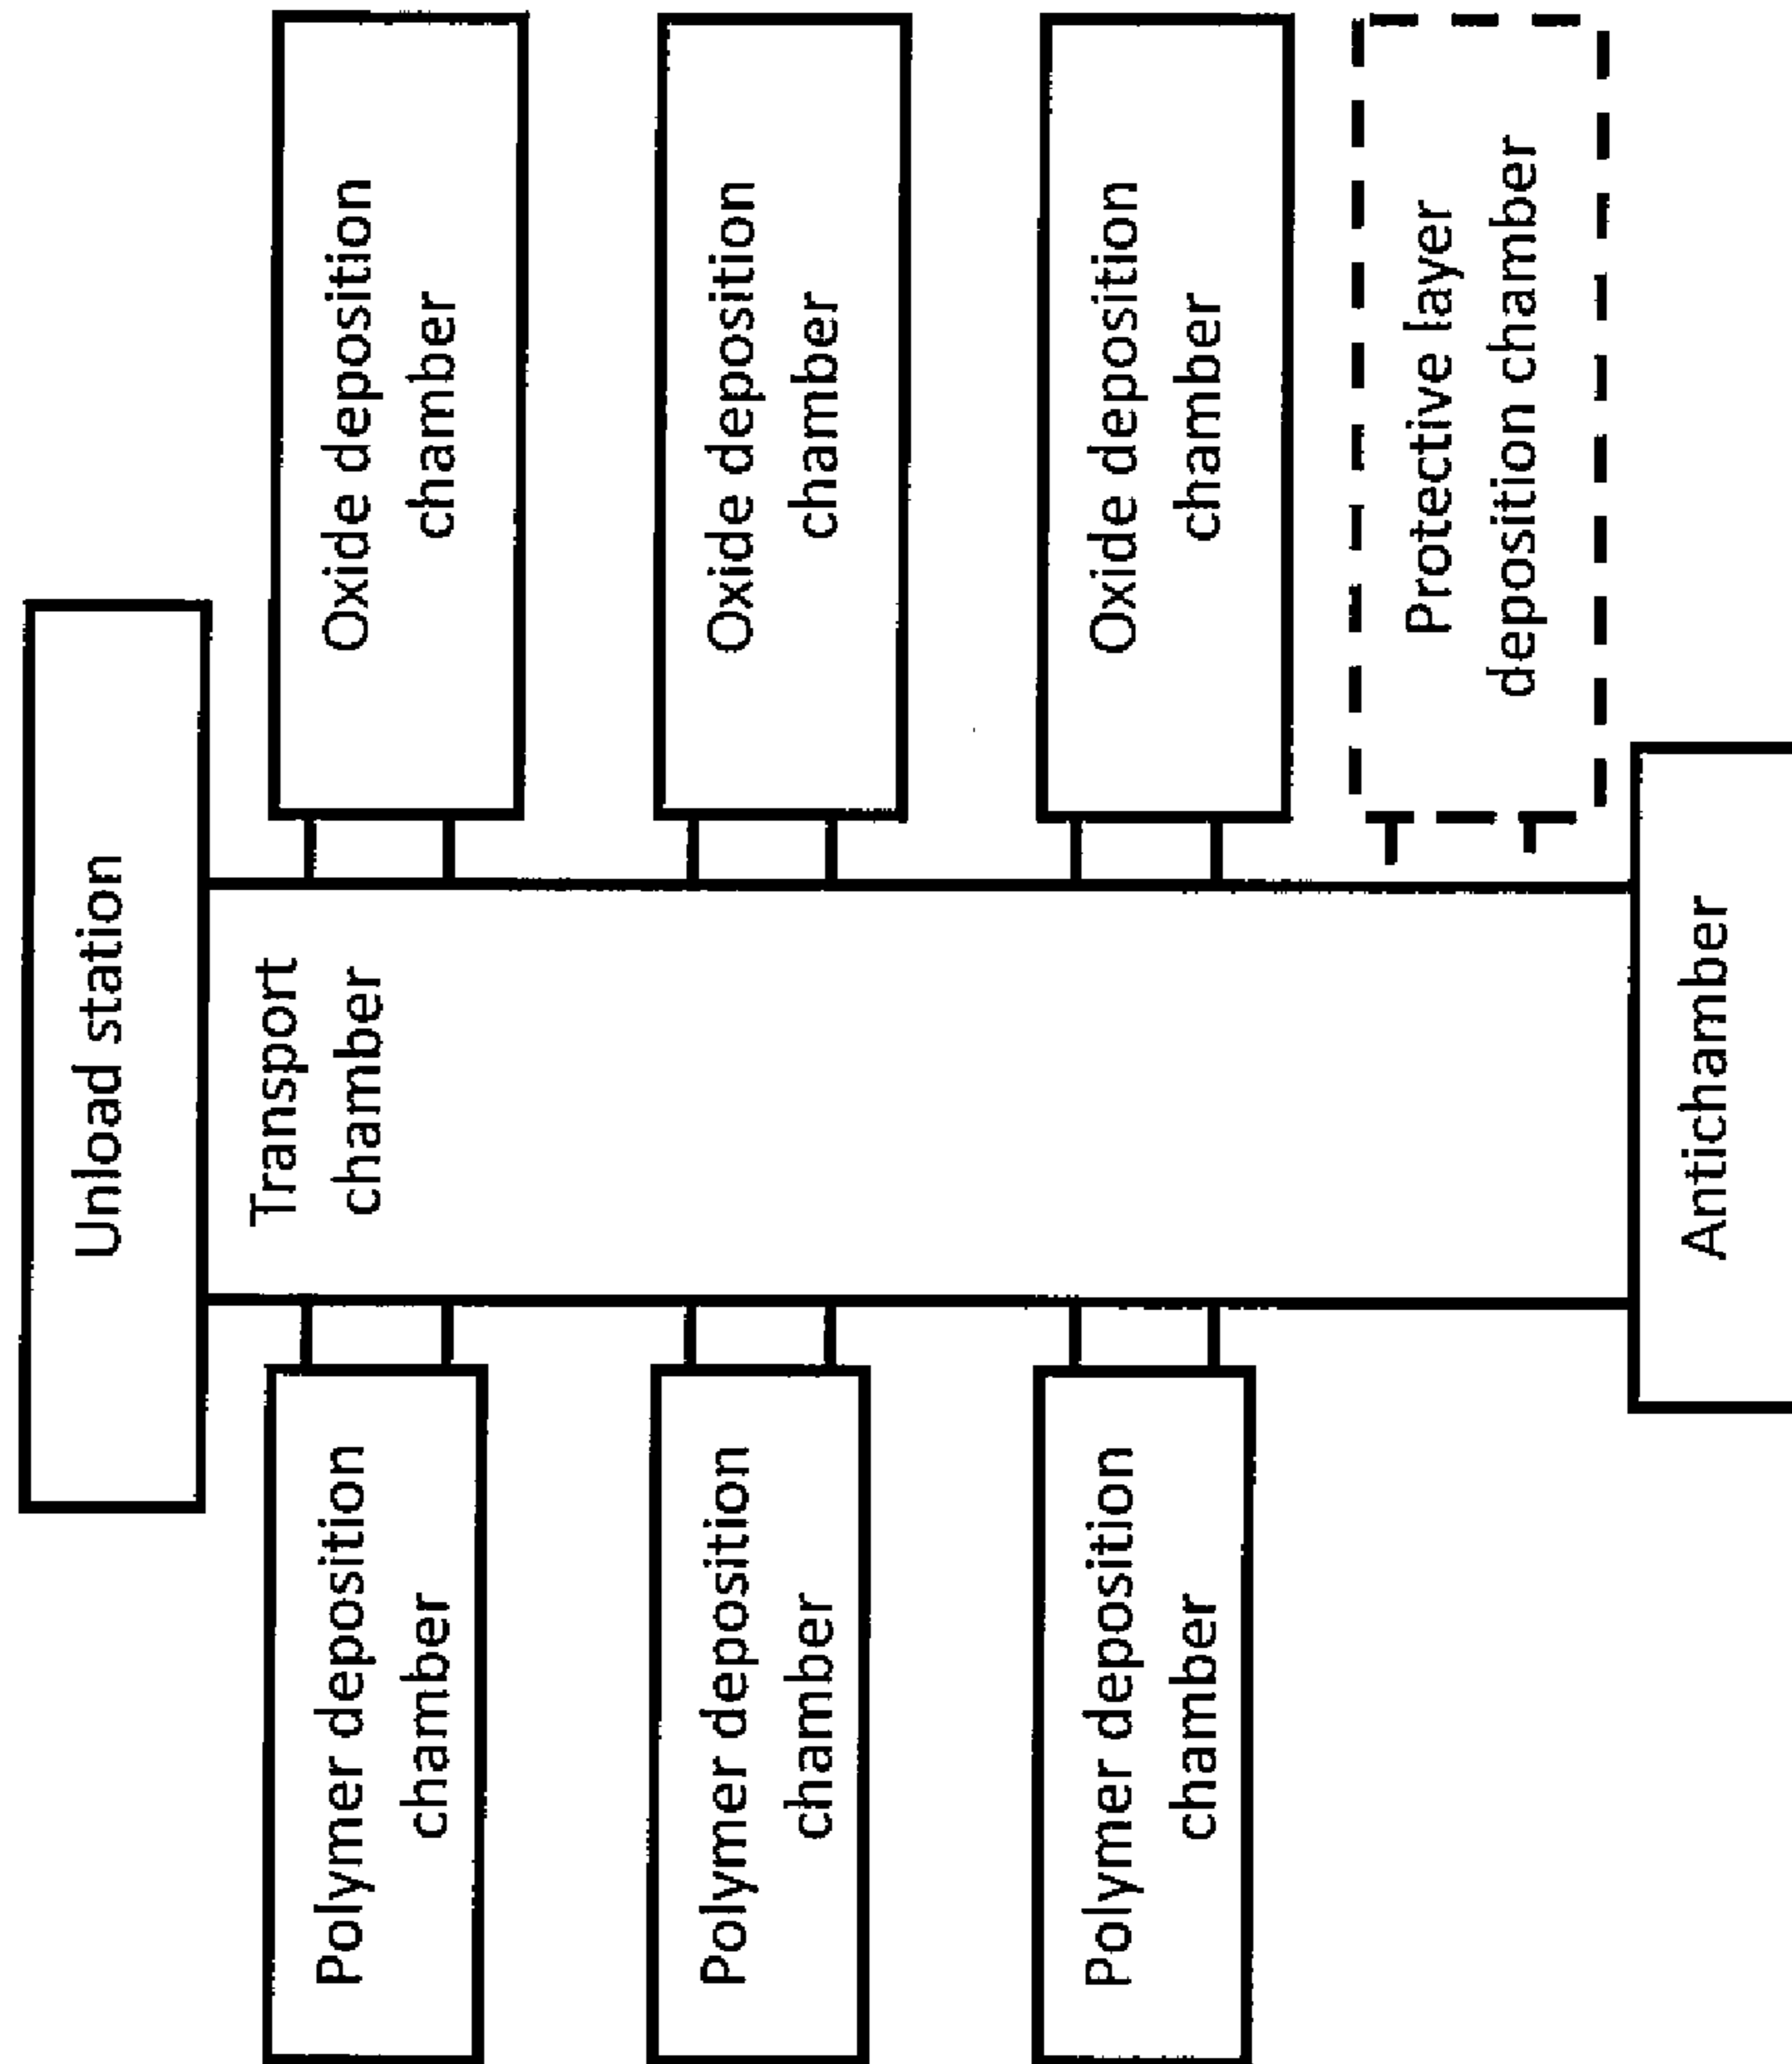 Unload station
Transport
chamber
Oxide deposition
chamber
Oxide deposition
chamber
Oxide deposition
chamber
Protective layer
deposition chamber
Polymer deposition
chamber
Polymer deposition
chamber
Polymer deposition
chamber
Antichamber